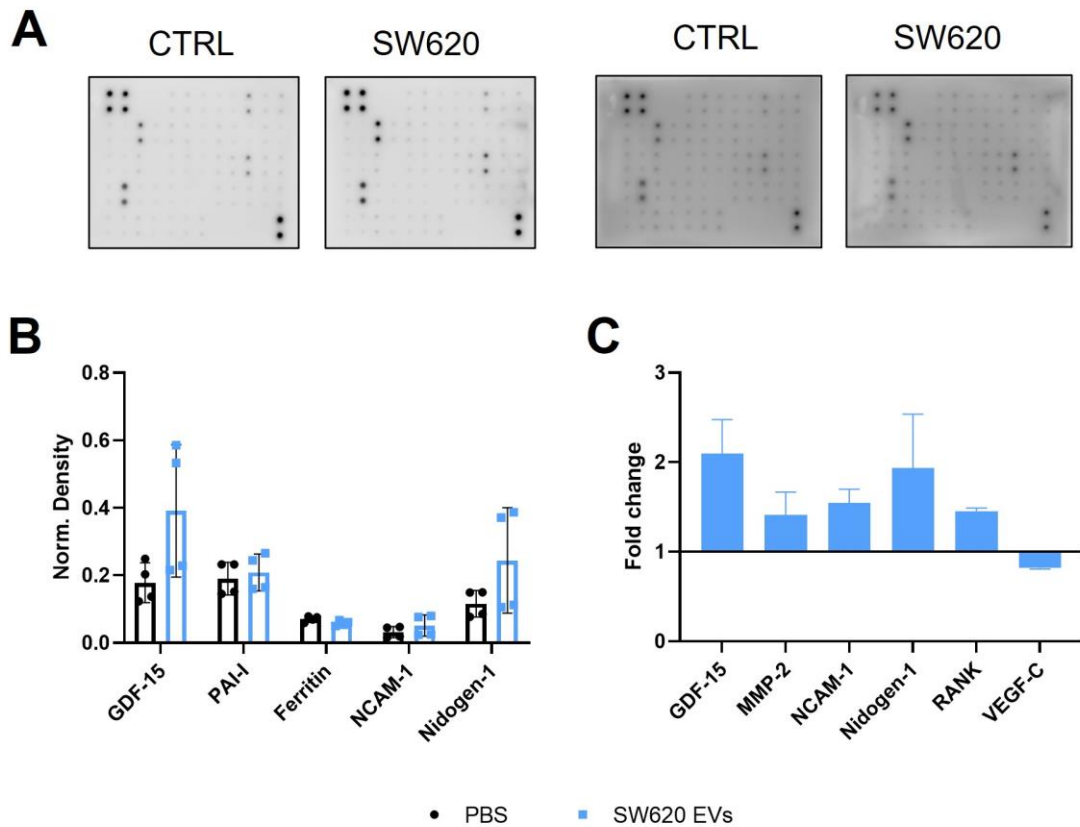 A
CTRL SW620 CTRL SW620
B
Norm. Density
0.8
0.6
0.4
0.2
0.0
GDF-15 PAI-I Ferritin NCAM-1 Nidogen-1
C
Fold change
3
2
1
0
GDF-15 MMP-2 NCAM-1 Nidogen-1 RANK VEGF-C
PBS SW620 EVs